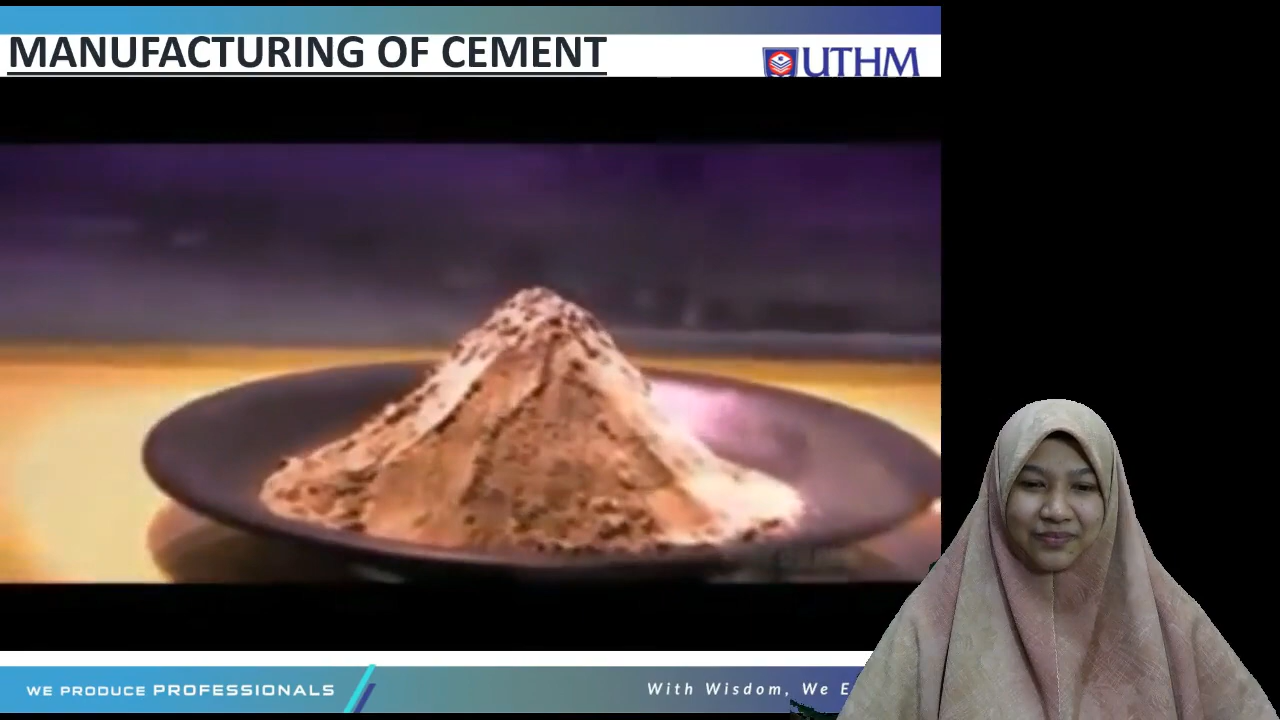 MANUFACTURING OF CEMENT
UTHM
WE PRODUCE PROFESSIONALS
With Wisdom, We E